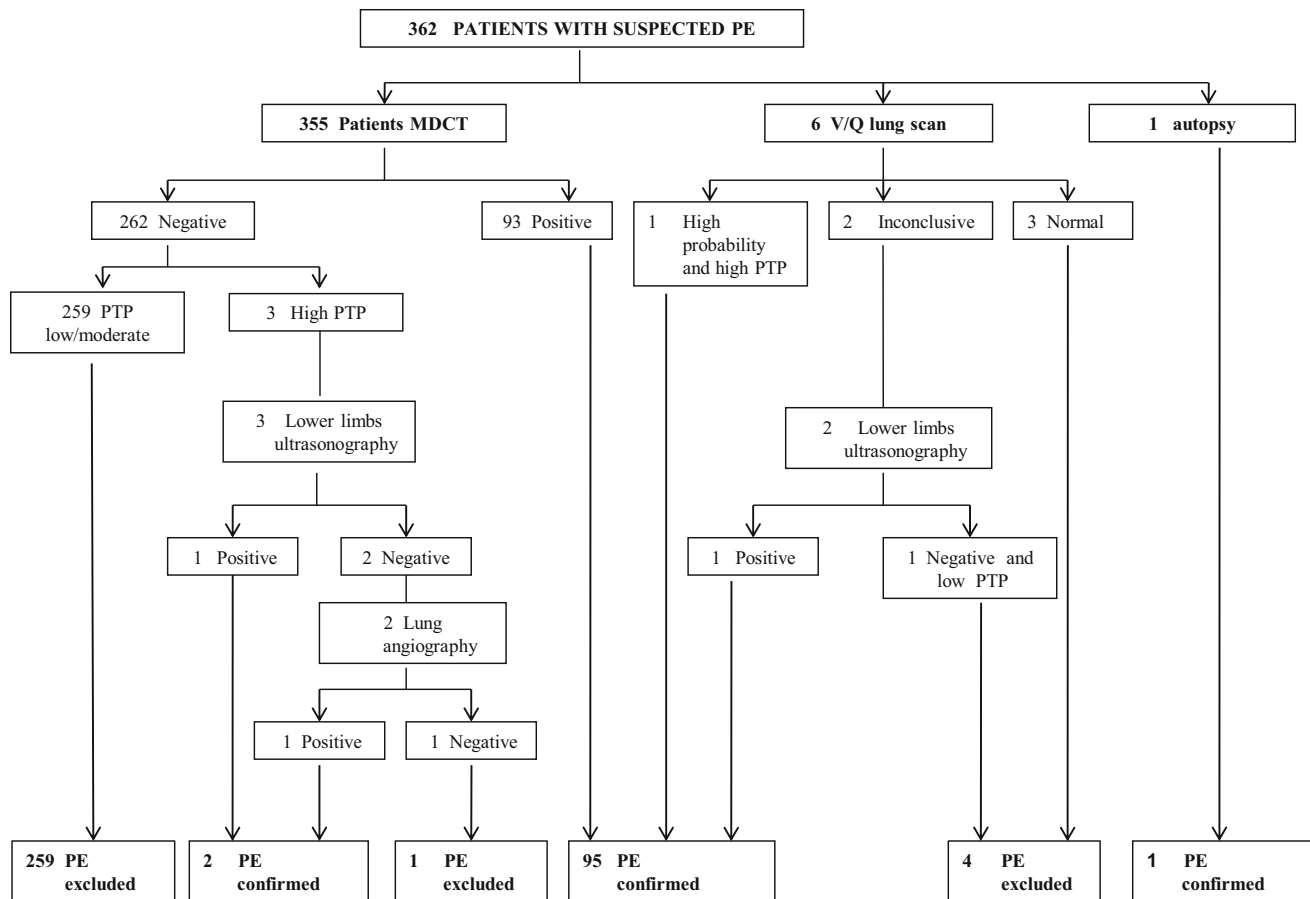 362 PATIENTS WITH SUSPECTED PE
355 Patients MDCT
6 V/Q lung scan
1 autopsy
262 Negative
93 Positive
1 High
probability
and high PTP
2 Inconclusive
3 Normal
259 PTP
low/moderate
3 High PTP
3 Lower limbs
ultrasonography
2 Lower limbs
ultrasonography
1 Positive
2 Negative
1 Positive
1 Negative and
low PTP
2 Lung
angiography
1 Positive
1 Negative
259 PE
excluded
2 PE
confirmed
1 PE
excluded
95 PE
confirmed
4 PE
excluded
1 PE
confirmed